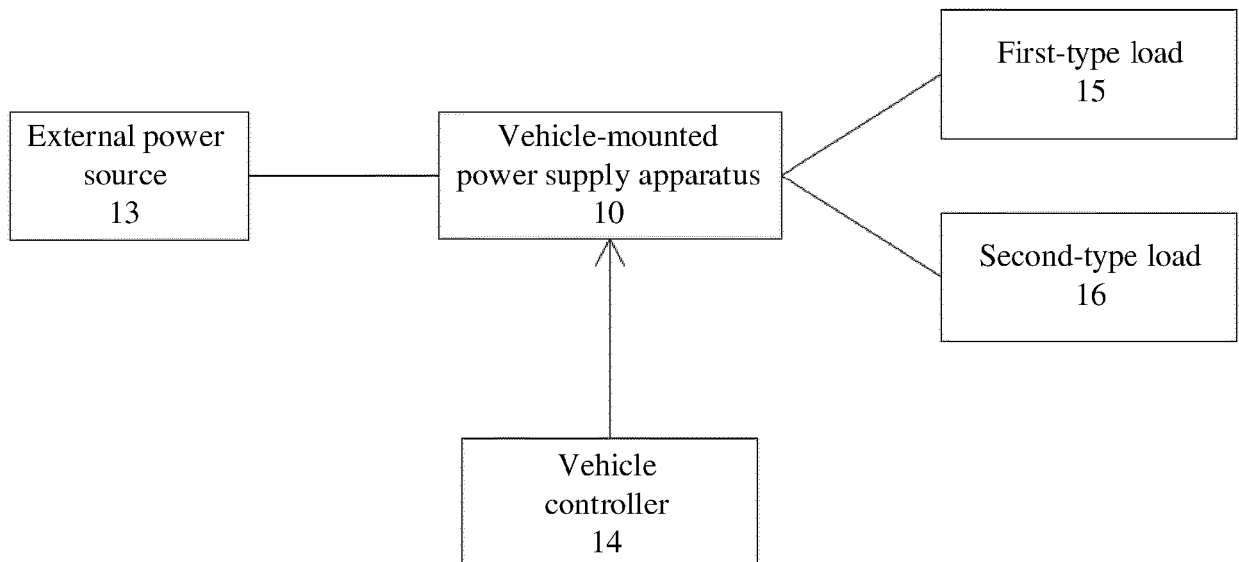 First-type load
15
External power
source
13
Vehicle-mounted
power supply apparatus
10
Second-type load
16
Vehicle
controller
14